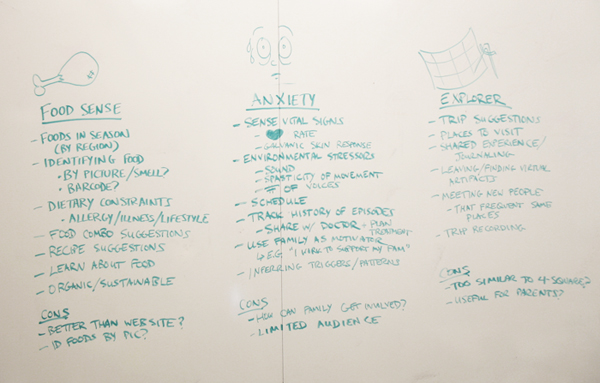 FOOD SENSE
- FOODS IN SEASON
(BY REGION)
- IDENTIFYING FOOD
• BY PICTURE/SMELL?
• BARCODE?
- DIETARY CONSTRAINTS
• ALLERGY/ILLNESS/LIFESTYLE
- FOOD COMBO SUGGESTIONS
- RECIPE SUGGESTIONS
- LEARN ABOUT FOOD
- ORGANIC/SUSTAINABLE
CONS
- BETTER THAN WEBSITE?
- ID FOODS BY PIC?
ANXIETY
- SENSE VITAL SIGNS
- ♥ RATE
- GALVANIC SKIN RESPONSE
- ENVIRONMENTAL STRESSORS
- SOUND
- SPASTICITY OF MOVEMENT
- # OF VOICES
- SCHEDULE
- TRACK HISTORY OF EPISODES
- SHARE W/ DOCTOR + PLAN
TREATMENT
- USE FAMILY AS MOTIVATOR
↳ E.G. "I WALK TO SUPPORT MY FAM"
- INFERRING TRIGGERS/PATTERNS
CONS
- HOW CAN FAMILY GET INVOLVED?
- LIMITED AUDIENCE
EXPLORER
- TRIP SUGGESTIONS
- PLACES TO VISIT
- SHARED EXPERIENCE/
JOURNALING
- LEAVING/FINDING VIRTUAL
ARTIFACTS
- MEETING NEW PEOPLE
- THAT FREQUENT SAME
PLACES
- TRIP RECORDING
CONS
- TOO SIMILAR TO 4-SQUARE?
- USEFUL FOR PARENTS?